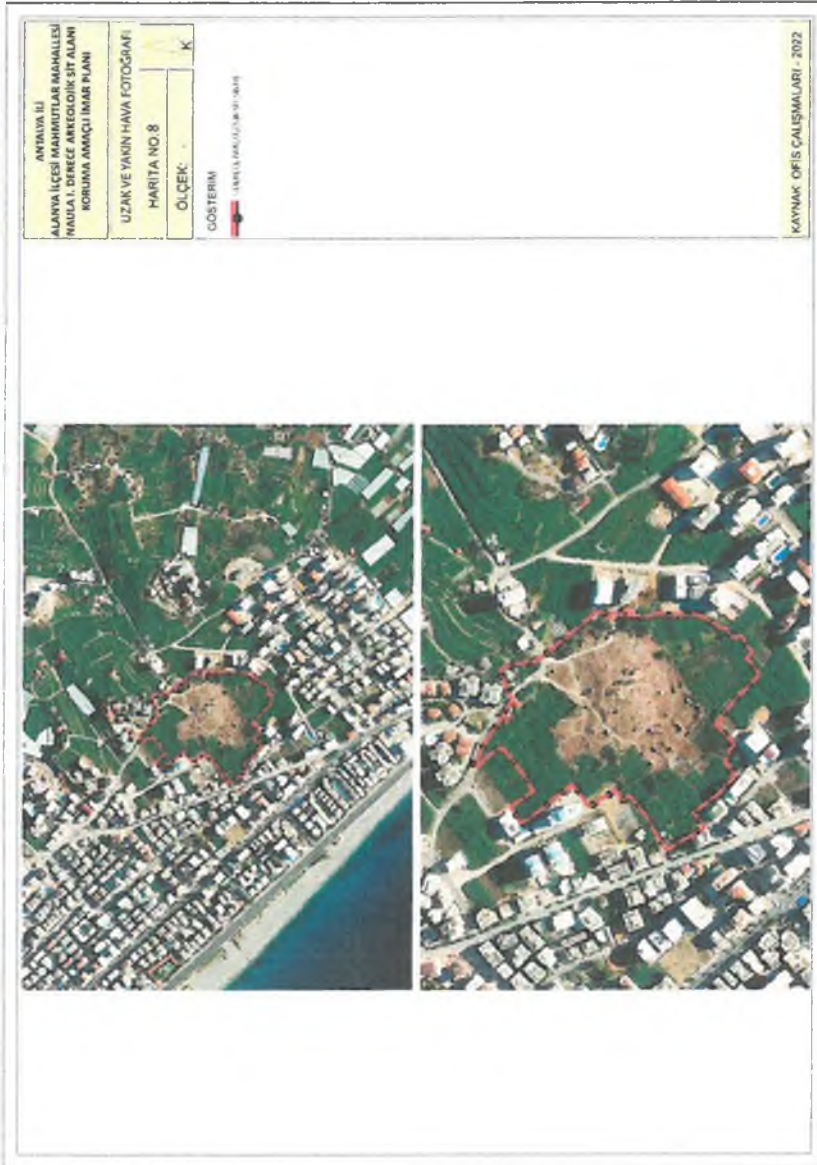 ANTALYA İLİ
ALANYA İLÇESİ MAHMUTLAR MAHALLESİ
NAULA I. DERECE ARKEOLOJİK SİT ALANI
KORUMA AMAÇLI İMAR PLANI
UZAK VE YAKIN HAVA FOTOĞRAFI
HARİTA NO.8
ÖLÇEK: -
K
GÖSTERİM
KAYNAK OFİS ÇALIŞMALARI - 2022